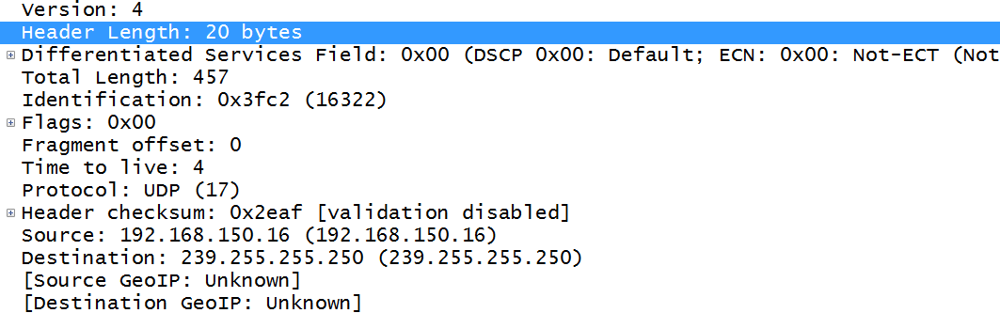 Version: 4
Header Length: 20 bytes
Differentiated Services Field: 0x00 (DSCP 0x00: Default; ECN: 0x00: Not-ECT (Not
Total Length: 457
Identification: 0x3fc2 (16322)
Flags: 0x00
Fragment offset: 0
Time to live: 4
Protocol: UDP (17)
Header checksum: 0x2eaf [validation disabled]
Source: 192.168.150.16 (192.168.150.16)
Destination: 239.255.255.250 (239.255.255.250)
[Source GeoIP: Unknown]
[Destination GeoIP: Unknown]